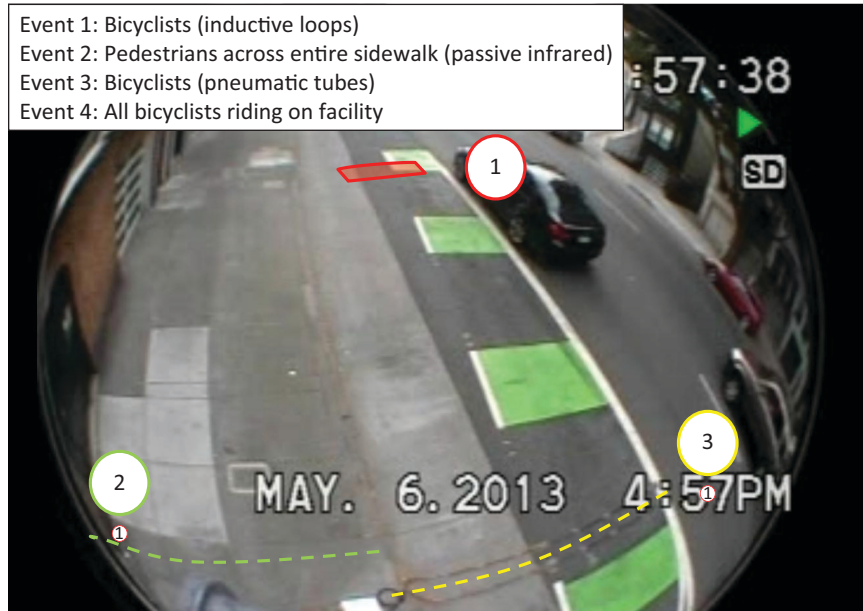 Event 1: Bicyclists (inductive loops)
Event 2: Pedestrians across entire sidewalk (passive infrared)
Event 3: Bicyclists (pneumatic tubes)
Event 4: All bicyclists riding on facility
:57:38
SD
1
3
2
MAY. 6.2013 4:57PM
1
1